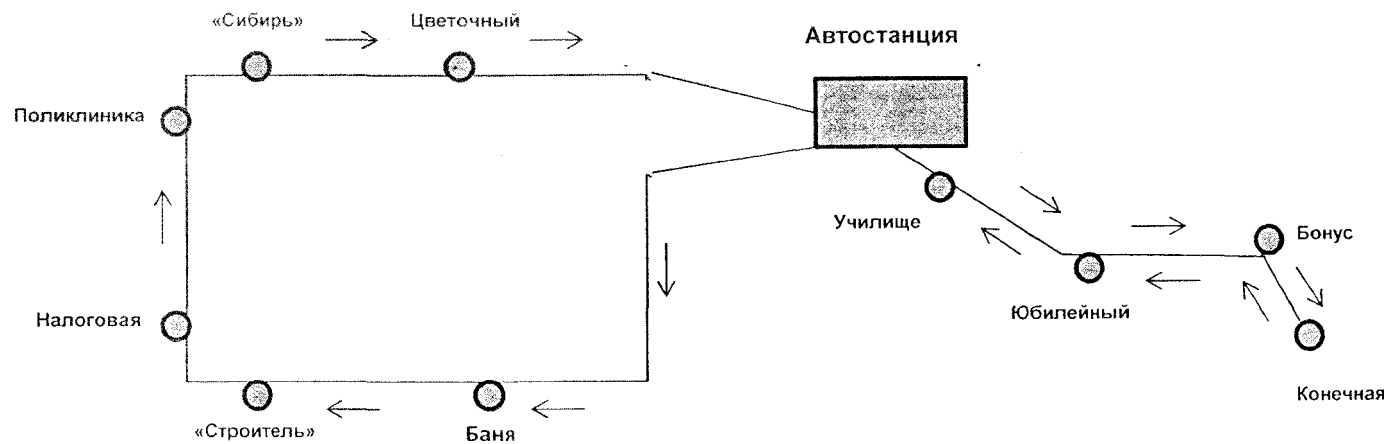 «Сибирь»
Цветочный
Автостанция
Поликлиника
Училище
Бонус
Юбилейный
Налоговая
Конечная
«Строитель»
Баня